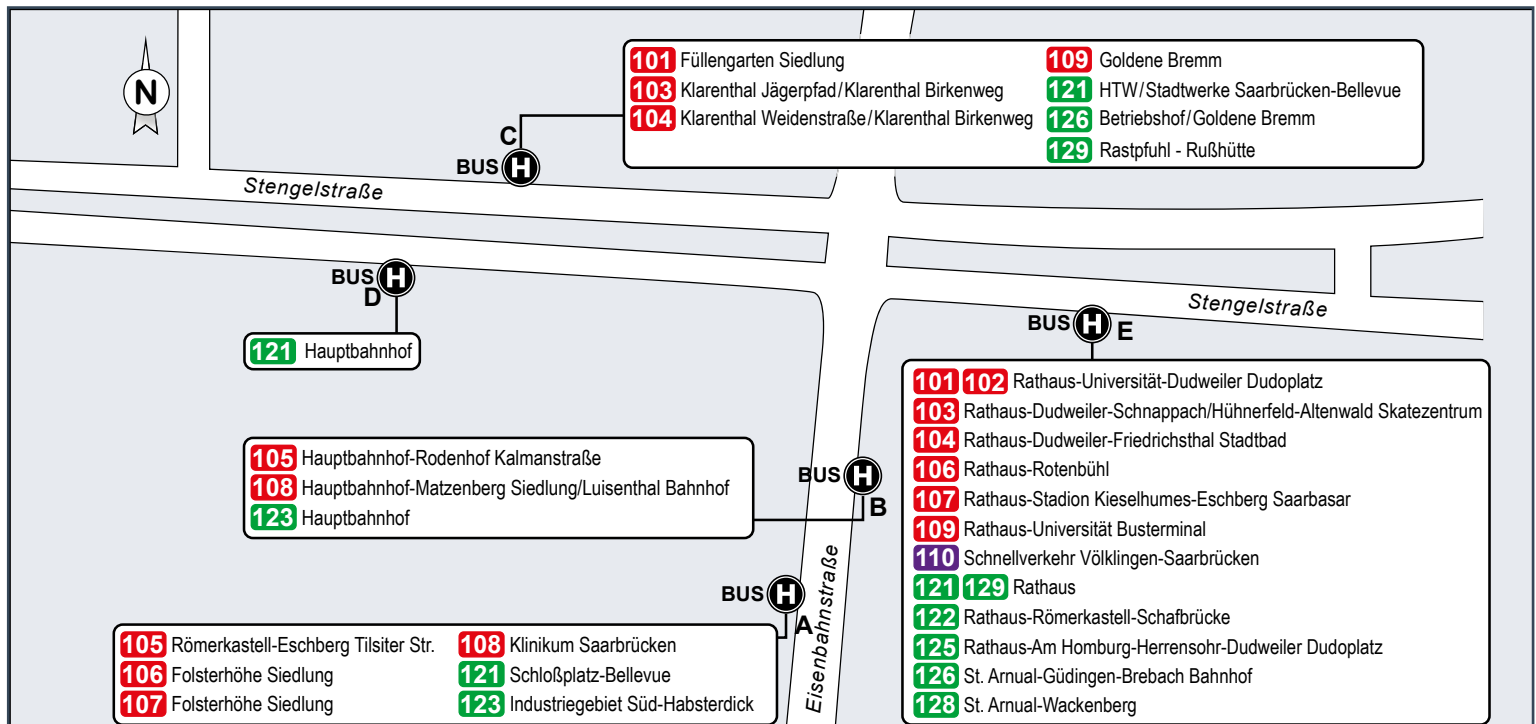 N
101 Füllengarten Siedlung
103 Klarenthal Jägerpfad/Klarenthal Birkenweg
104 Klarenthal Weidenstraße/Klarenthal Birkenweg
109 Goldene Bremm
121 HTW/Stadtwerke Saarbrücken-Bellevue
126 Betriebshof/Goldene Bremm
129 Rastpfuhl - Rußhütte
C
BUS H
Stengelstraße
BUS H
D
121 Hauptbahnhof
Stengelstraße
BUS H E
101 102 Rathaus-Universität-Dudweiler Dudoplatz
103 Rathaus-Dudweiler-Schnappach/Hühnerfeld-Altenwald Skatezentrum
104 Rathaus-Dudweiler-Friedrichsthal Stadtbad
106 Rathaus-Rotenbühl
107 Rathaus-Stadion Kieselhumes-Eschberg Saarbasar
109 Rathaus-Universität Busterminal
110 Schnellverkehr Völklingen-Saarbrücken
121 129 Rathaus
122 Rathaus-Römerkastell-Schafbrücke
125 Rathaus-Am Homburg-Herrensohr-Dudweiler Dudoplatz
126 St. Arnual-Güdingen-Brebach Bahnhof
128 St. Arnual-Wackenberg
105 Hauptbahnhof-Rodenhof Kalmanstraße
108 Hauptbahnhof-Matzenberg Siedlung/Luisenthal Bahnhof
123 Hauptbahnhof
BUS H
B
BUS H
A
Eisenbahnstraße
105 Römerkastell-Eschberg Tilsiter Str.
106 Folsterhöhe Siedlung
107 Folsterhöhe Siedlung
108 Klinikum Saarbrücken
121 Schloßplatz-Bellevue
123 Industriegebiet Süd-Habsterdick